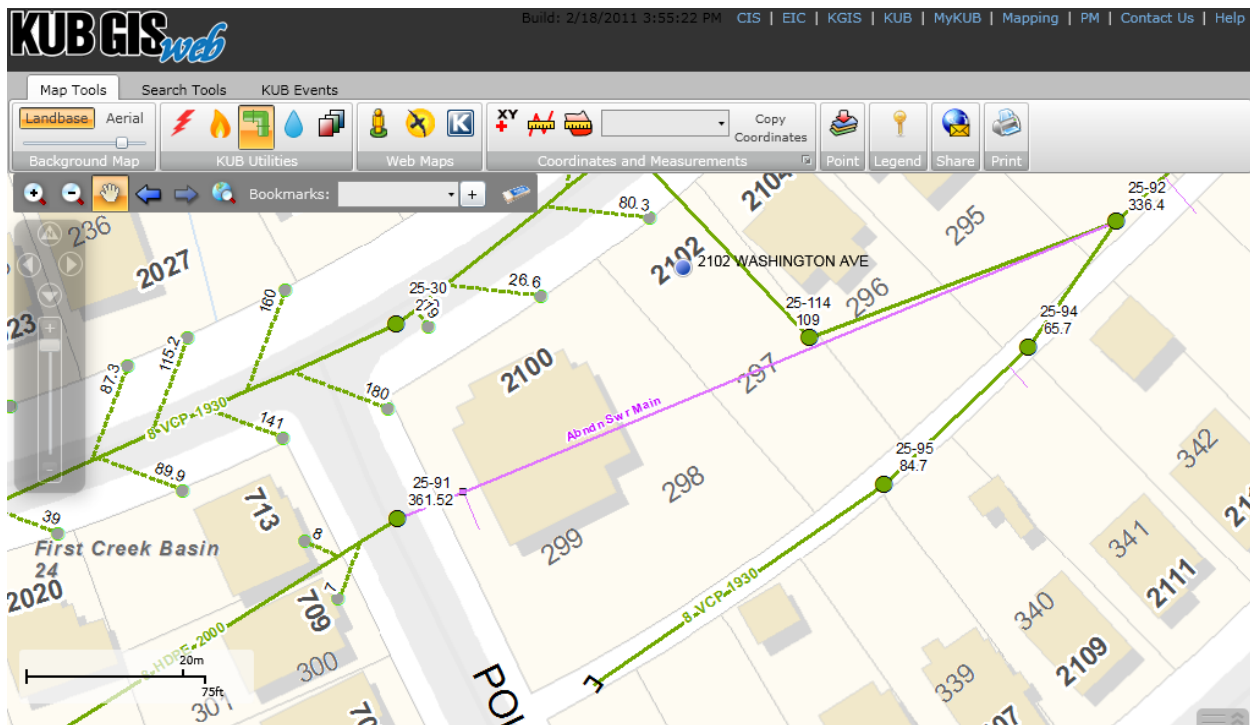 KUB GIS web
Build: 2/18/2011 3:55:22 PM CIS | EIC | KGIS | KUB | MyKUB | Mapping | PM | Contact Us | Help
Map Tools Search Tools KUB Events
Landbase Aerial
XY
K
Copy
Coordinates
Background Map KUB Utilities Web Maps Coordinates and Measurements Point Legend Share Print
Bookmarks:
+
236
2027
80.3
2102
2104
295
25-92
336.4
2102 WASHINGTON AVE
26.6
25-30
160
296
25-114
109
25-94
65.7
23
115.2
87.3
2100
297
180
8-VCP-1930
141
Abndn Swr Main
342
25-95
84.7
89.9
25-91
361.52
298
713
299
341
2111
39
First Creek Basin
24
8
2020
7
709
8-VCP-1930
340
2109
8-HDPE-2000
300
20m
75ft
339